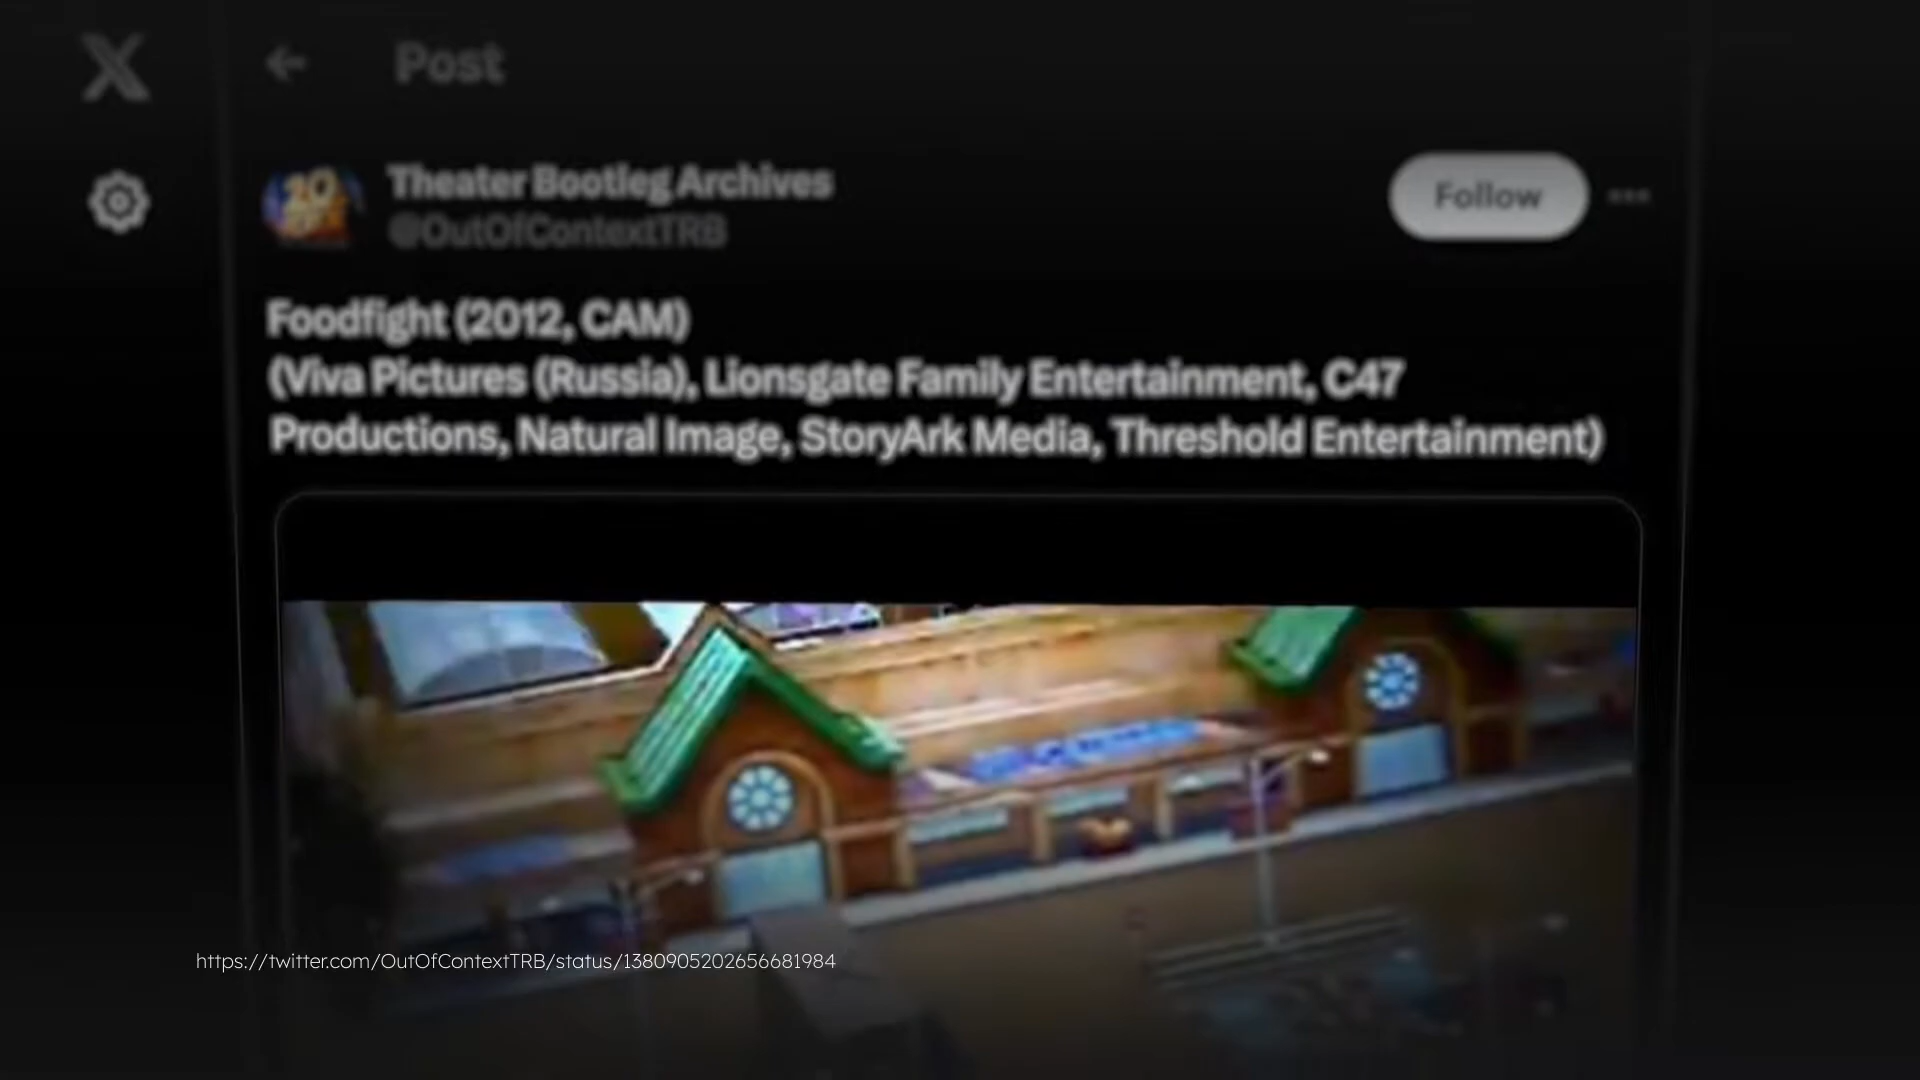 X
Post
Theater Bootleg Archives
@OutOfContextTRB
Follow
Foodfight (2012, CAM)
(Viva Pictures (Russia), Lionsgate Family Entertainment, C47
Productions, Natural Image, StoryArk Media, Threshold Entertainment)
https://twitter.com/OutOfContextTRB/status/1380905202656681984